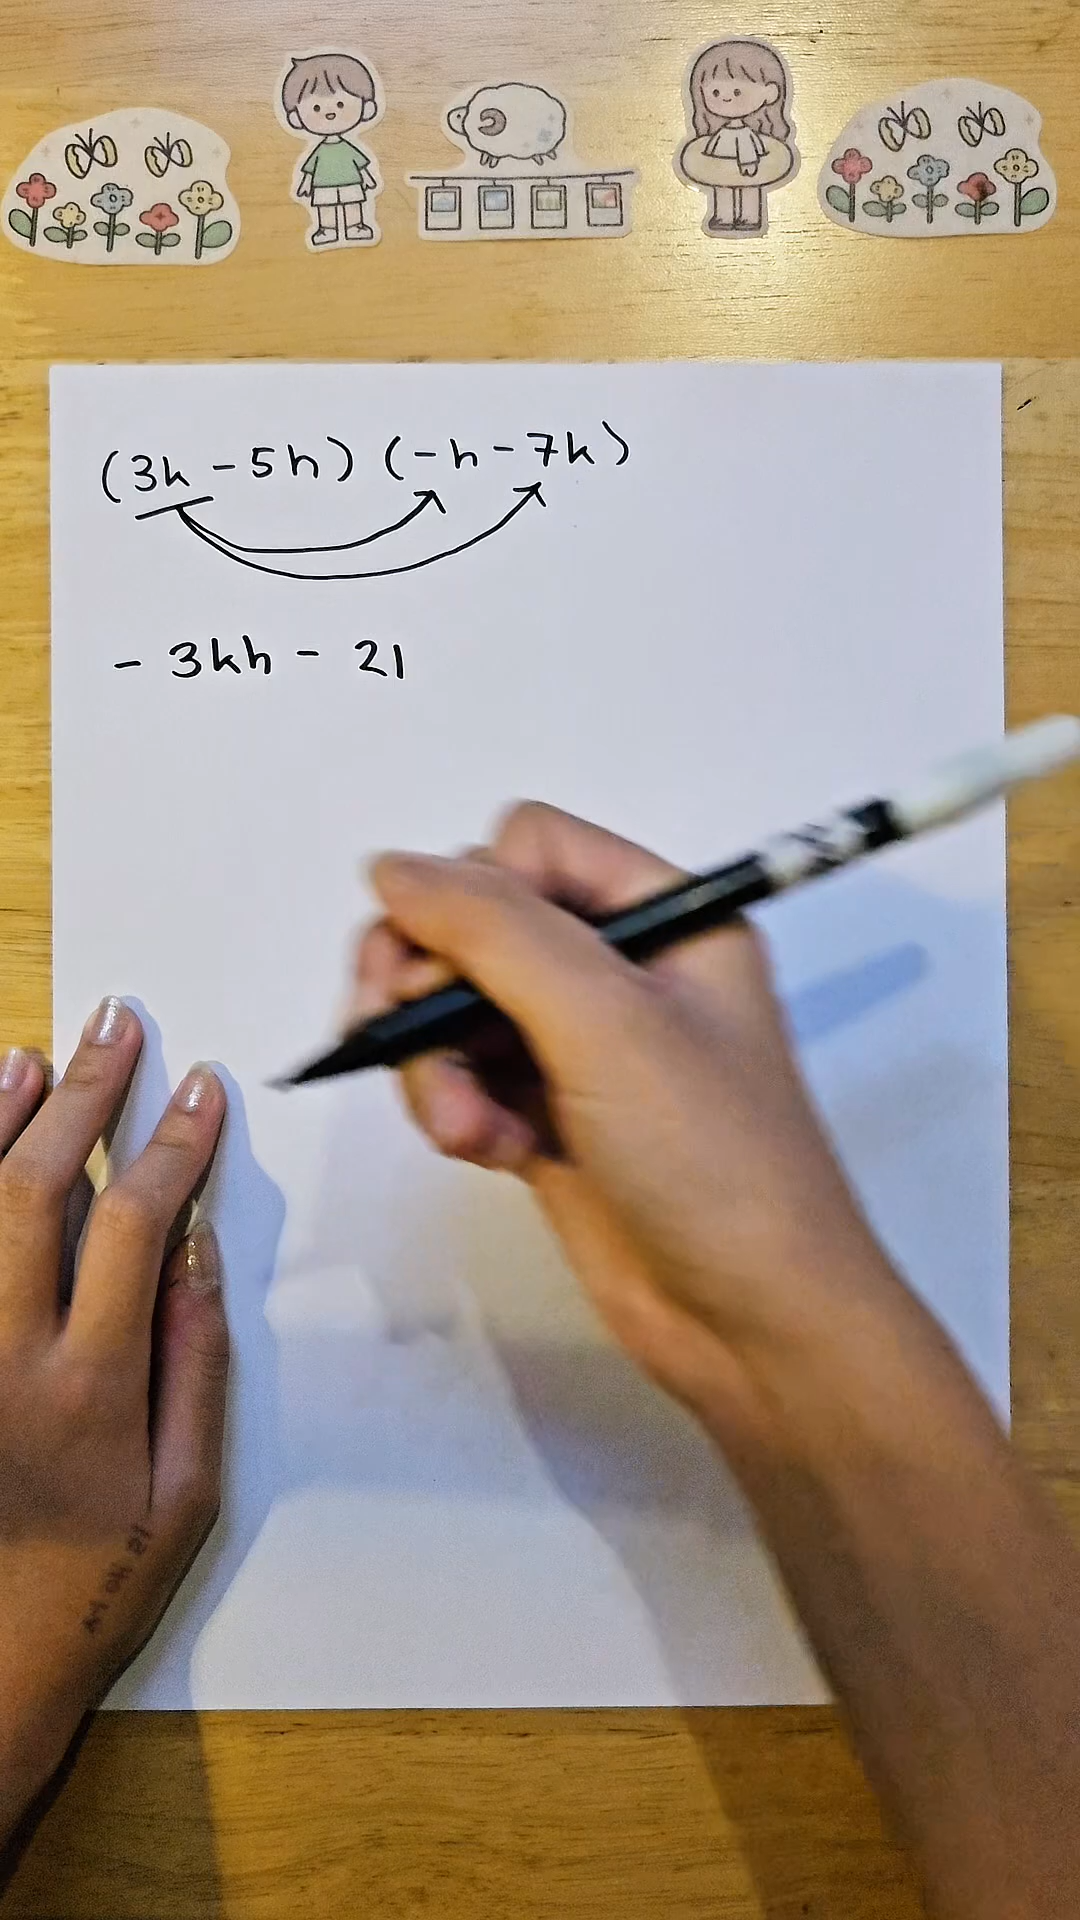 (3k - 5h) (-h - 7k)
- 3kh - 21